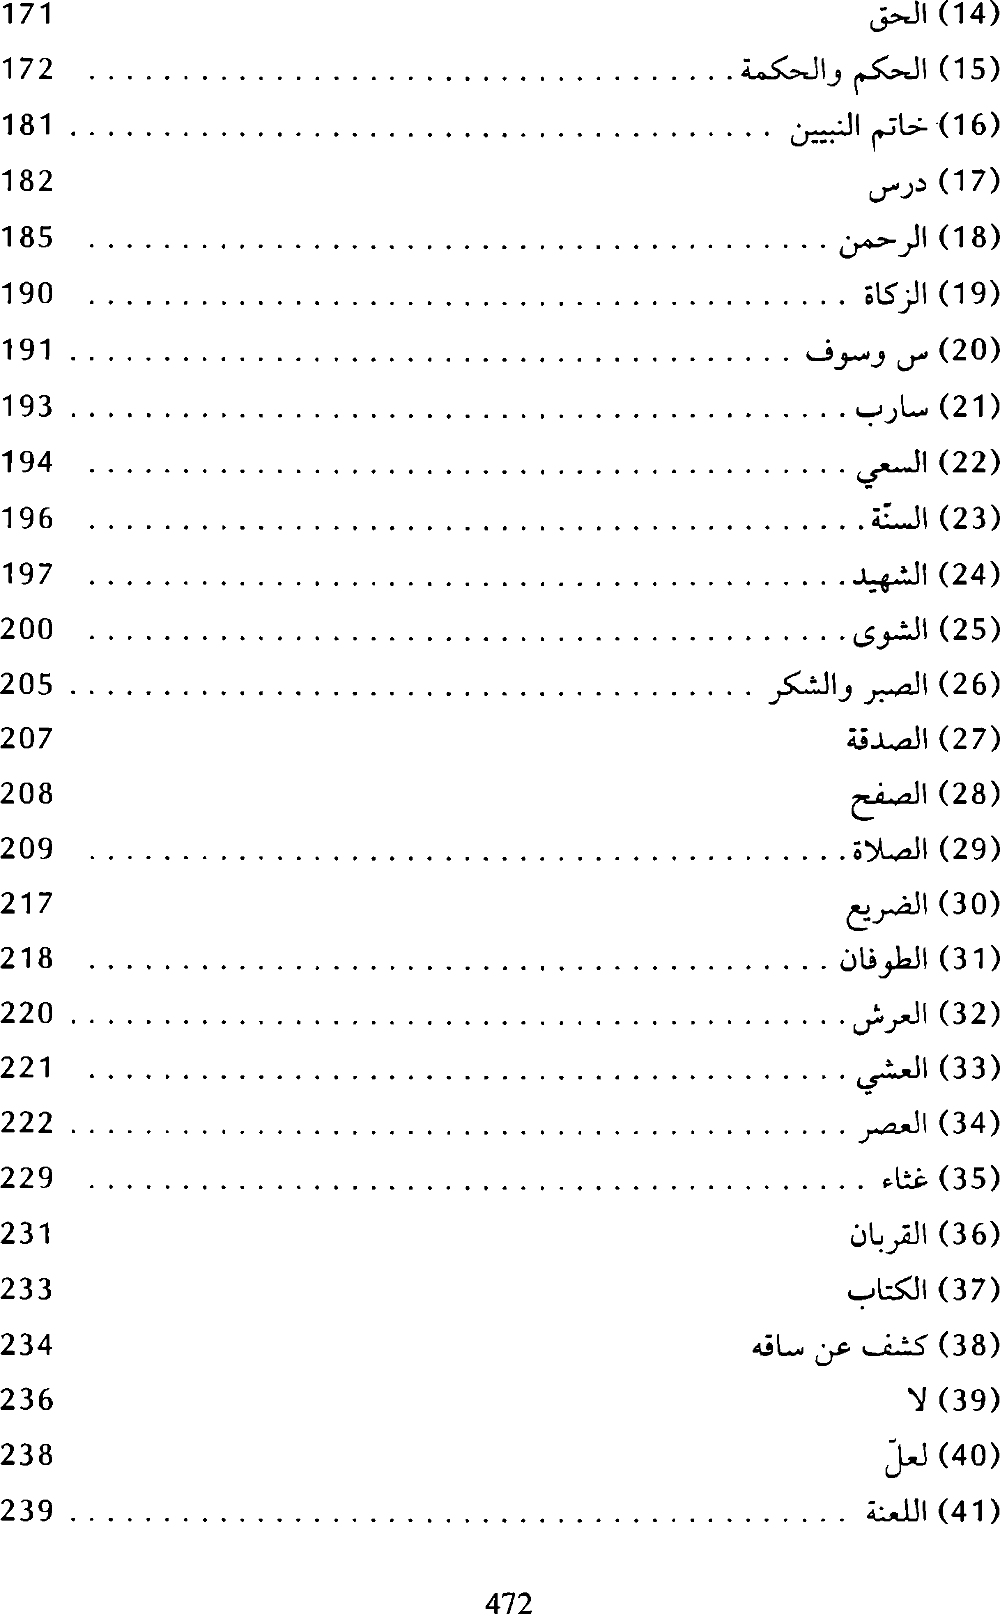 (14) الحق 171
(15) الحكم والحكمة . . . . . . . . . . . . . . . . . . . . . . . . . . . . . . . . . . . 172
(16) خاتم النبيين . . . . . . . . . . . . . . . . . . . . . . . . . . . . . . . . . . . . . . 181
(17) درس 182
(18) الرحمن . . . . . . . . . . . . . . . . . . . . . . . . . . . . . . . . . . . . . . . . 185
(19) الزكاة . . . . . . . . . . . . . . . . . . . . . . . . . . . . . . . . . . . . . . . . . 190
(20) س وسوف . . . . . . . . . . . . . . . . . . . . . . . . . . . . . . . . . . . . . . . 191
(21) سارب . . . . . . . . . . . . . . . . . . . . . . . . . . . . . . . . . . . . . . . . . . 193
(22) السعي . . . . . . . . . . . . . . . . . . . . . . . . . . . . . . . . . . . . . . . . . 194
(23) السنّة . . . . . . . . . . . . . . . . . . . . . . . . . . . . . . . . . . . . . . . . . . 196
(24) الشهيد . . . . . . . . . . . . . . . . . . . . . . . . . . . . . . . . . . . . . . . . . 197
(25) الشوى . . . . . . . . . . . . . . . . . . . . . . . . . . . . . . . . . . . . . . . . . 200
(26) الصبر والشكر . . . . . . . . . . . . . . . . . . . . . . . . . . . . . . . . . . . . . 205
(27) الصدقة 207
(28) الصفح 208
(29) الصلاة . . . . . . . . . . . . . . . . . . . . . . . . . . . . . . . . . . . . . . . . . 209
(30) الضريع 217
(31) الطوفان . . . . . . . . . . . . . . . . . . . . . . . . . . . . . . . . . . . . . . . . 218
(32) العرش . . . . . . . . . . . . . . . . . . . . . . . . . . . . . . . . . . . . . . . . . . 220
(33) العشي . . . . . . . . . . . . . . . . . . . . . . . . . . . . . . . . . . . . . . . . . 221
(34) العصر . . . . . . . . . . . . . . . . . . . . . . . . . . . . . . . . . . . . . . . . . . 222
(35) غثاء . . . . . . . . . . . . . . . . . . . . . . . . . . . . . . . . . . . . . . . . . . 229
(36) القربان 231
(37) الكتاب 233
(38) كشف عن ساقه 234
(39) لا 236
(40) لعلّ 238
(41) اللعنة . . . . . . . . . . . . . . . . . . . . . . . . . . . . . . . . . . . . . . . . . . 239
472